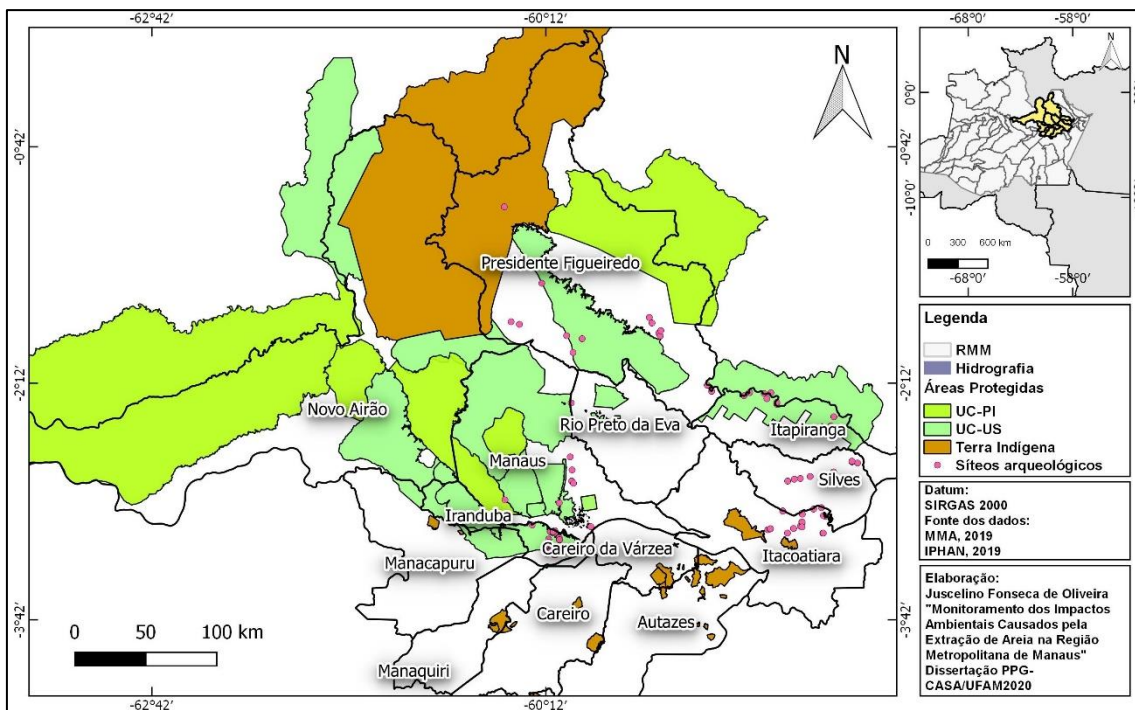 -62°42′
-60°12′
-0°42′
-0°42′
-2°12′
-2°12′
-3°42′
-3°42′
-62°42′
-60°12′
N
Presidente Figueiredo
Novo Airão
Rio Preto da Eva
Itapiranga
Manaus
Silves
Iranduba
Careiro da Várzea
Itacoatiara
Manacapuru
Careiro
Autazes
Manaquiri
0 50 100 km
-68°0′
-58°0′
N
0°0′
-10°0′
0 300 600 km
-68°0′
-58°0′
Legenda
RMM
Hidrografia
Áreas Protegidas
UC-PI
UC-US
Terra Indígena
Síteos arqueológicos
Datum:
SIRGAS 2000
Fonte dos dados:
MMA, 2019
IPHAN, 2019
Elaboração:
Juscelino Fonseca de Oliveira
"Monitoramento dos Impactos
Ambientais Causados pela
Extração de Areia na Região
Metropolitana de Manaus"
Dissertação PPG-
CASA/UFAM2020